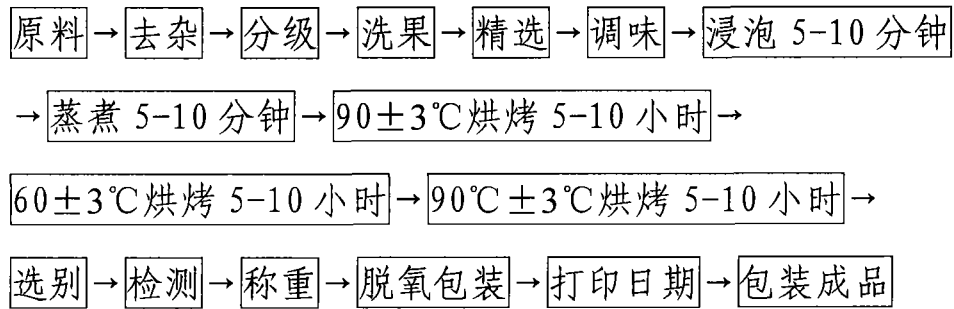 原料→去杂→分级→洗果→精选→调味→浸泡 5-10 分钟
→蒸煮 5-10 分钟→90±3℃烘烤 5-10 小时→
60±3℃烘烤 5-10 小时→90℃±3℃烘烤 5-10 小时→
选别→检测→称重→脱氧包装→打印日期→包装成品